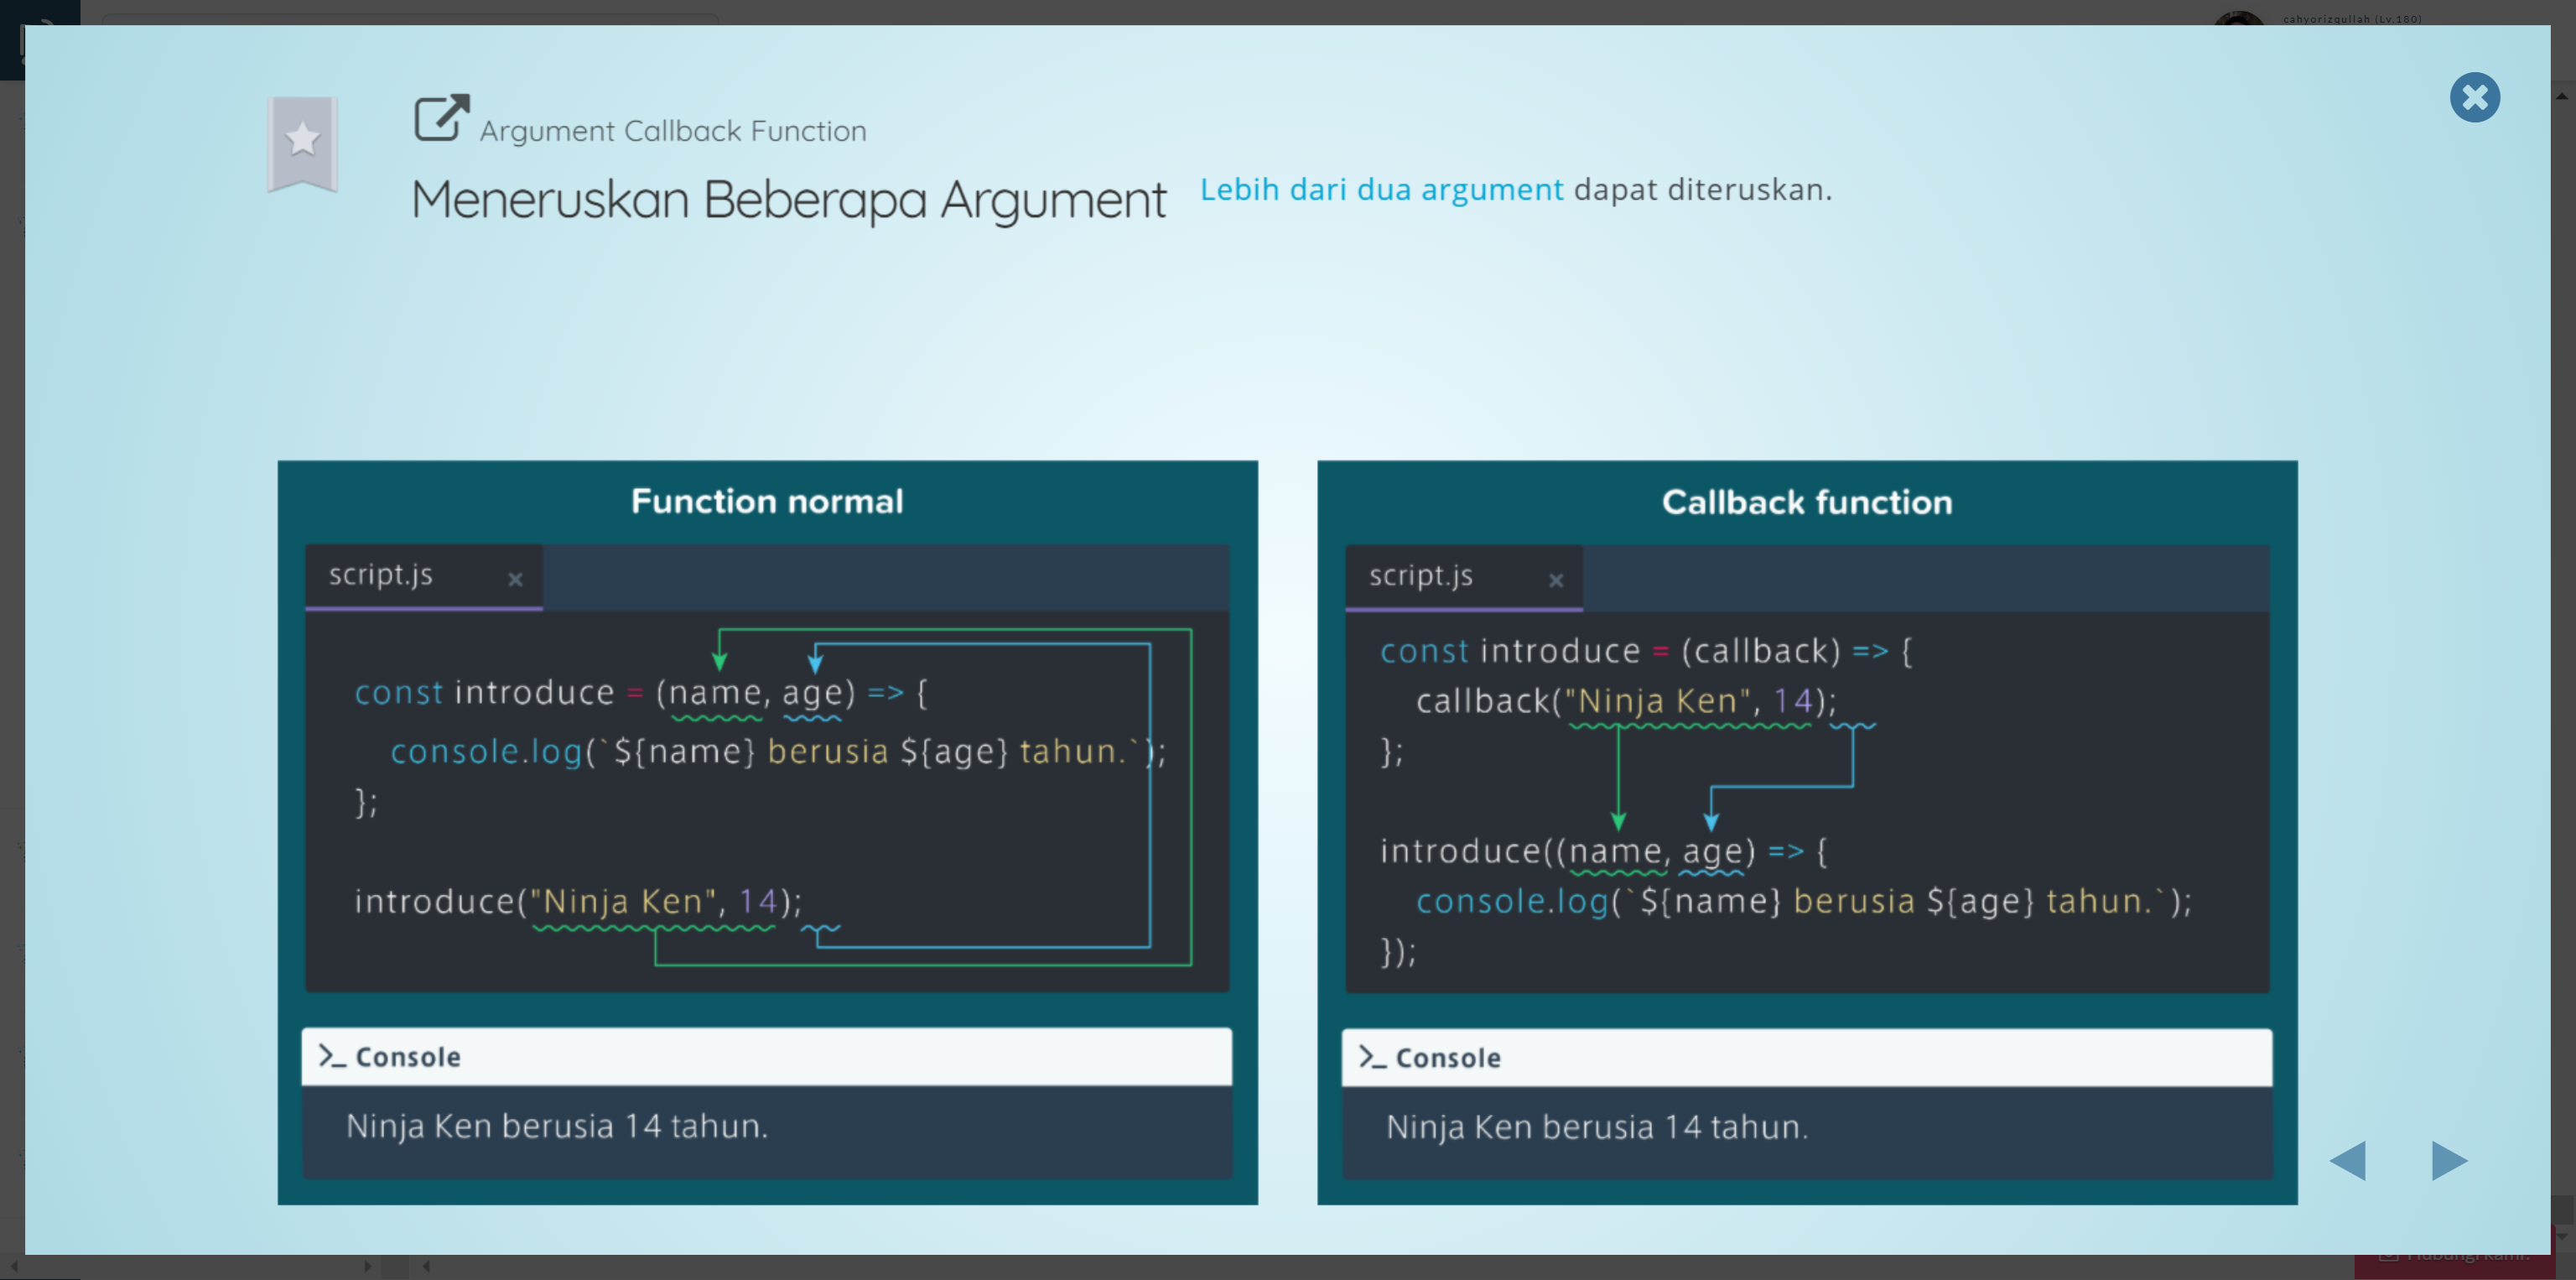 cahyorizqullah (Lv.180)
Argument Callback Function
Meneruskan Beberapa Argument
Lebih dari dua argument dapat diteruskan.
Function normal
script.js ×
const introduce = (name, age) => {
console.log(`${name} berusia ${age} tahun.`);
};
introduce("Ninja Ken", 14);
>_ Console
Ninja Ken berusia 14 tahun.
Callback function
script.js ×
const introduce = (callback) => {
callback("Ninja Ken", 14);
};
introduce((name, age) => {
console.log(`${name} berusia ${age} tahun.`);
});
>_ Console
Ninja Ken berusia 14 tahun.